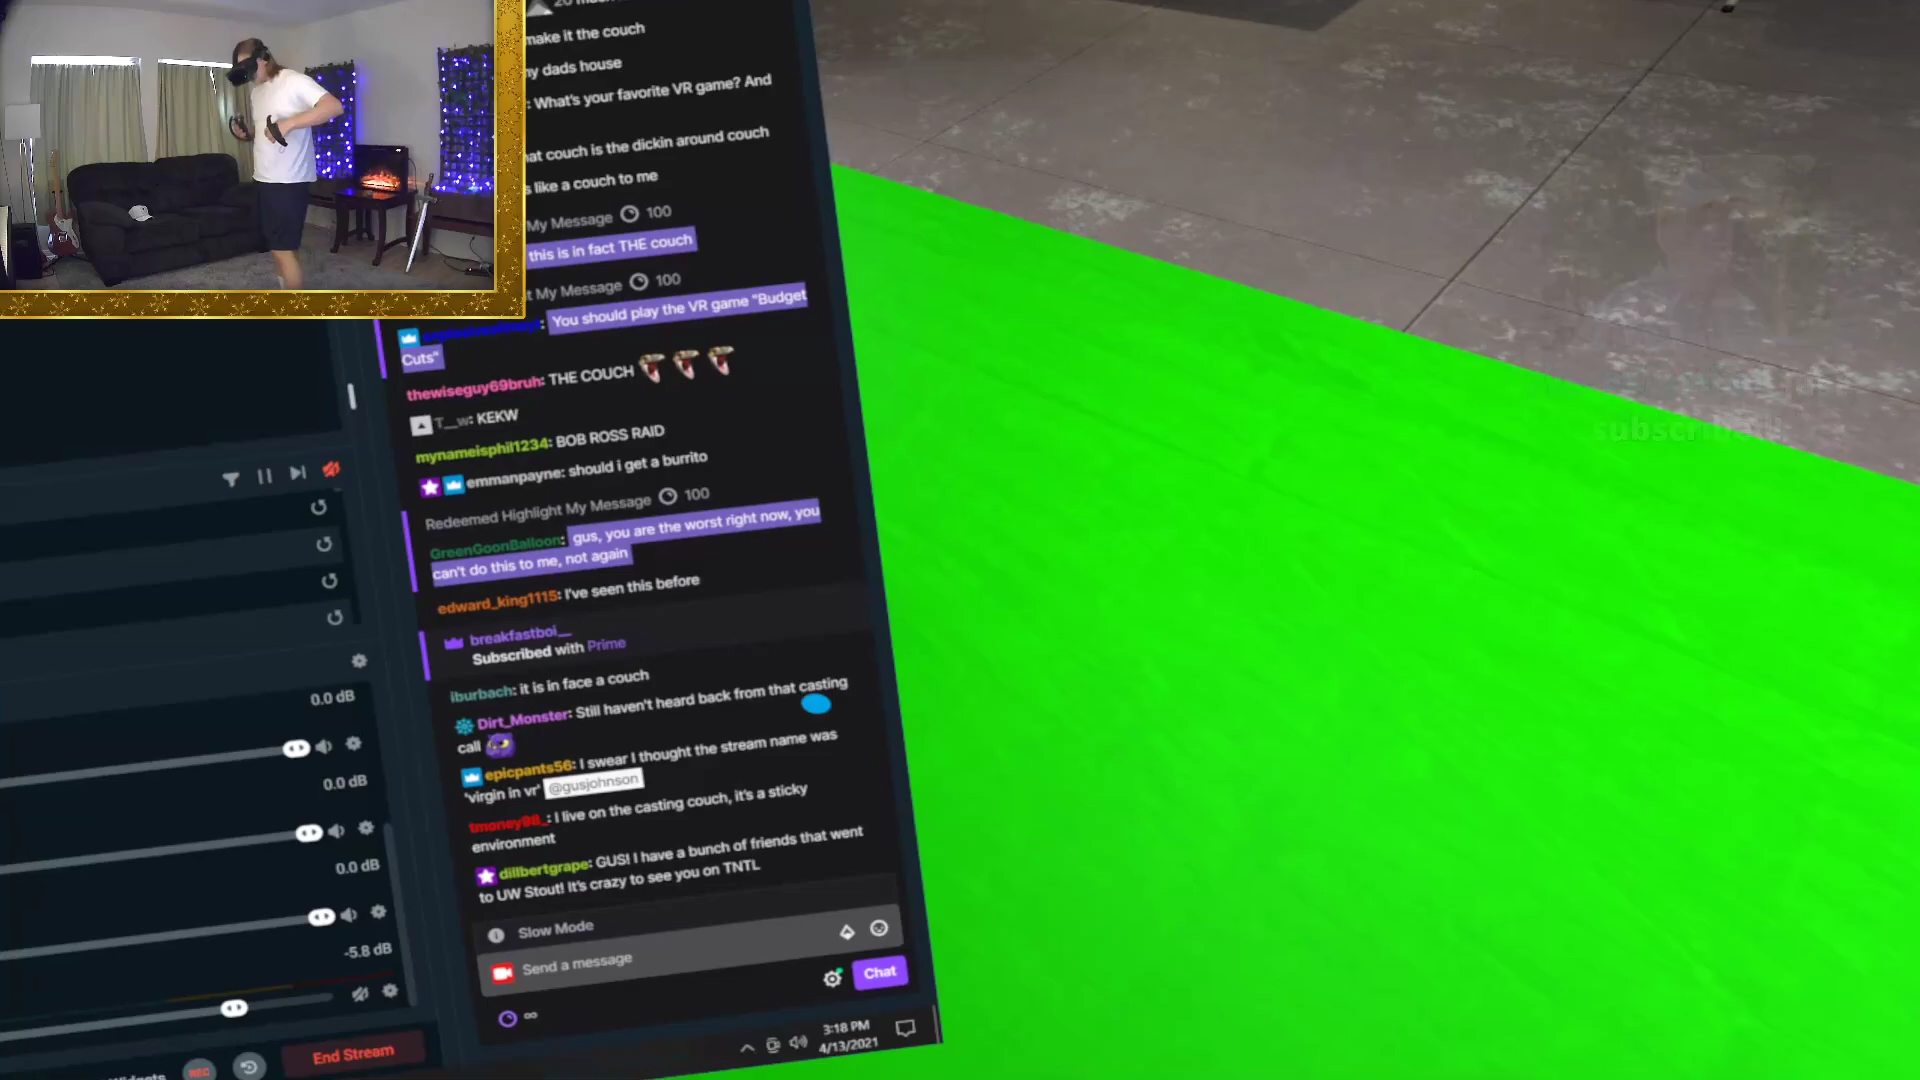 make it the couch
my dads house
: What's your favorite VR game? And
at couch is the dickin around couch
s like a couch to me
My Message 100
this is in fact THE couch
t My Message 100
: You should play the VR game "Budget
Cuts"
thewiseguy69bruh: THE COUCH
T__w: KEKW
mynameisphil1234: BOB ROSS RAID
emmanpayne: should i get a burrito
Redeemed Highlight My Message 100
GreenGoonBalloon: gus, you are the worst right now, you
can't do this to me, not again
edward_king1115: I've seen this before
breakfastboi__
Subscribed with Prime
iburbach: it is in face a couch
Dirt_Monster: Still haven't heard back from that casting
call
epicpants56: I swear I thought the stream name was
'virgin in vr' @gusjohnson
tmoney98_: I live on the casting couch, it's a sticky
environment
dillbertgrape: GUS! I have a bunch of friends that went
to UW Stout! It's crazy to see you on TNTL
Slow Mode
Send a message
Chat
∞
0.0 dB
0.0 dB
0.0 dB
-5.8 dB
Widgets REC End Stream
3:18 PM
4/13/2021